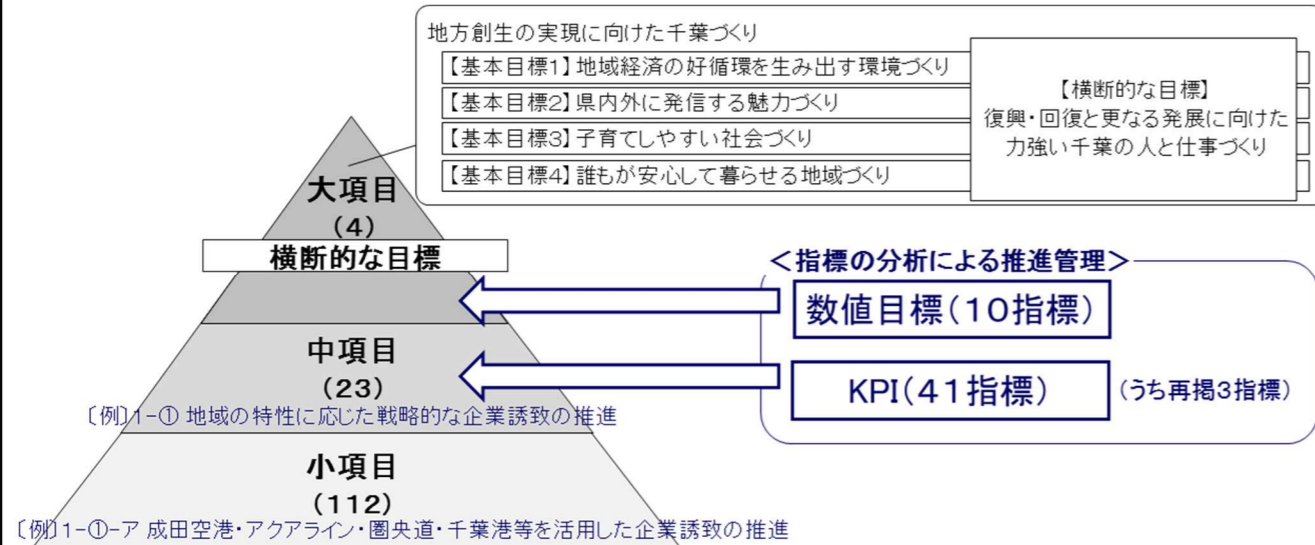 地方創生の実現に向けた千葉づくり
【基本目標1】地域経済の好循環を生み出す環境づくり
【基本目標2】県内外に発信する魅力づくり
【基本目標3】子育てしやすい社会づくり
【基本目標4】誰もが安心して暮らせる地域づくり
【横断的な目標】
復興・回復と更なる発展に向けた
力強い千葉の人と仕事づくり
大項目
(4)
横断的な目標
<指標の分析による推進管理>
数値目標(10指標)
中項目
(23)
〔例〕1-① 地域の特性に応じた戦略的な企業誘致の推進
KPI(41指標)
(うち再掲3指標)
小項目
(112)
〔例〕1-①-ア 成田空港・アクアライン・圏央道・千葉港等を活用した企業誘致の推進